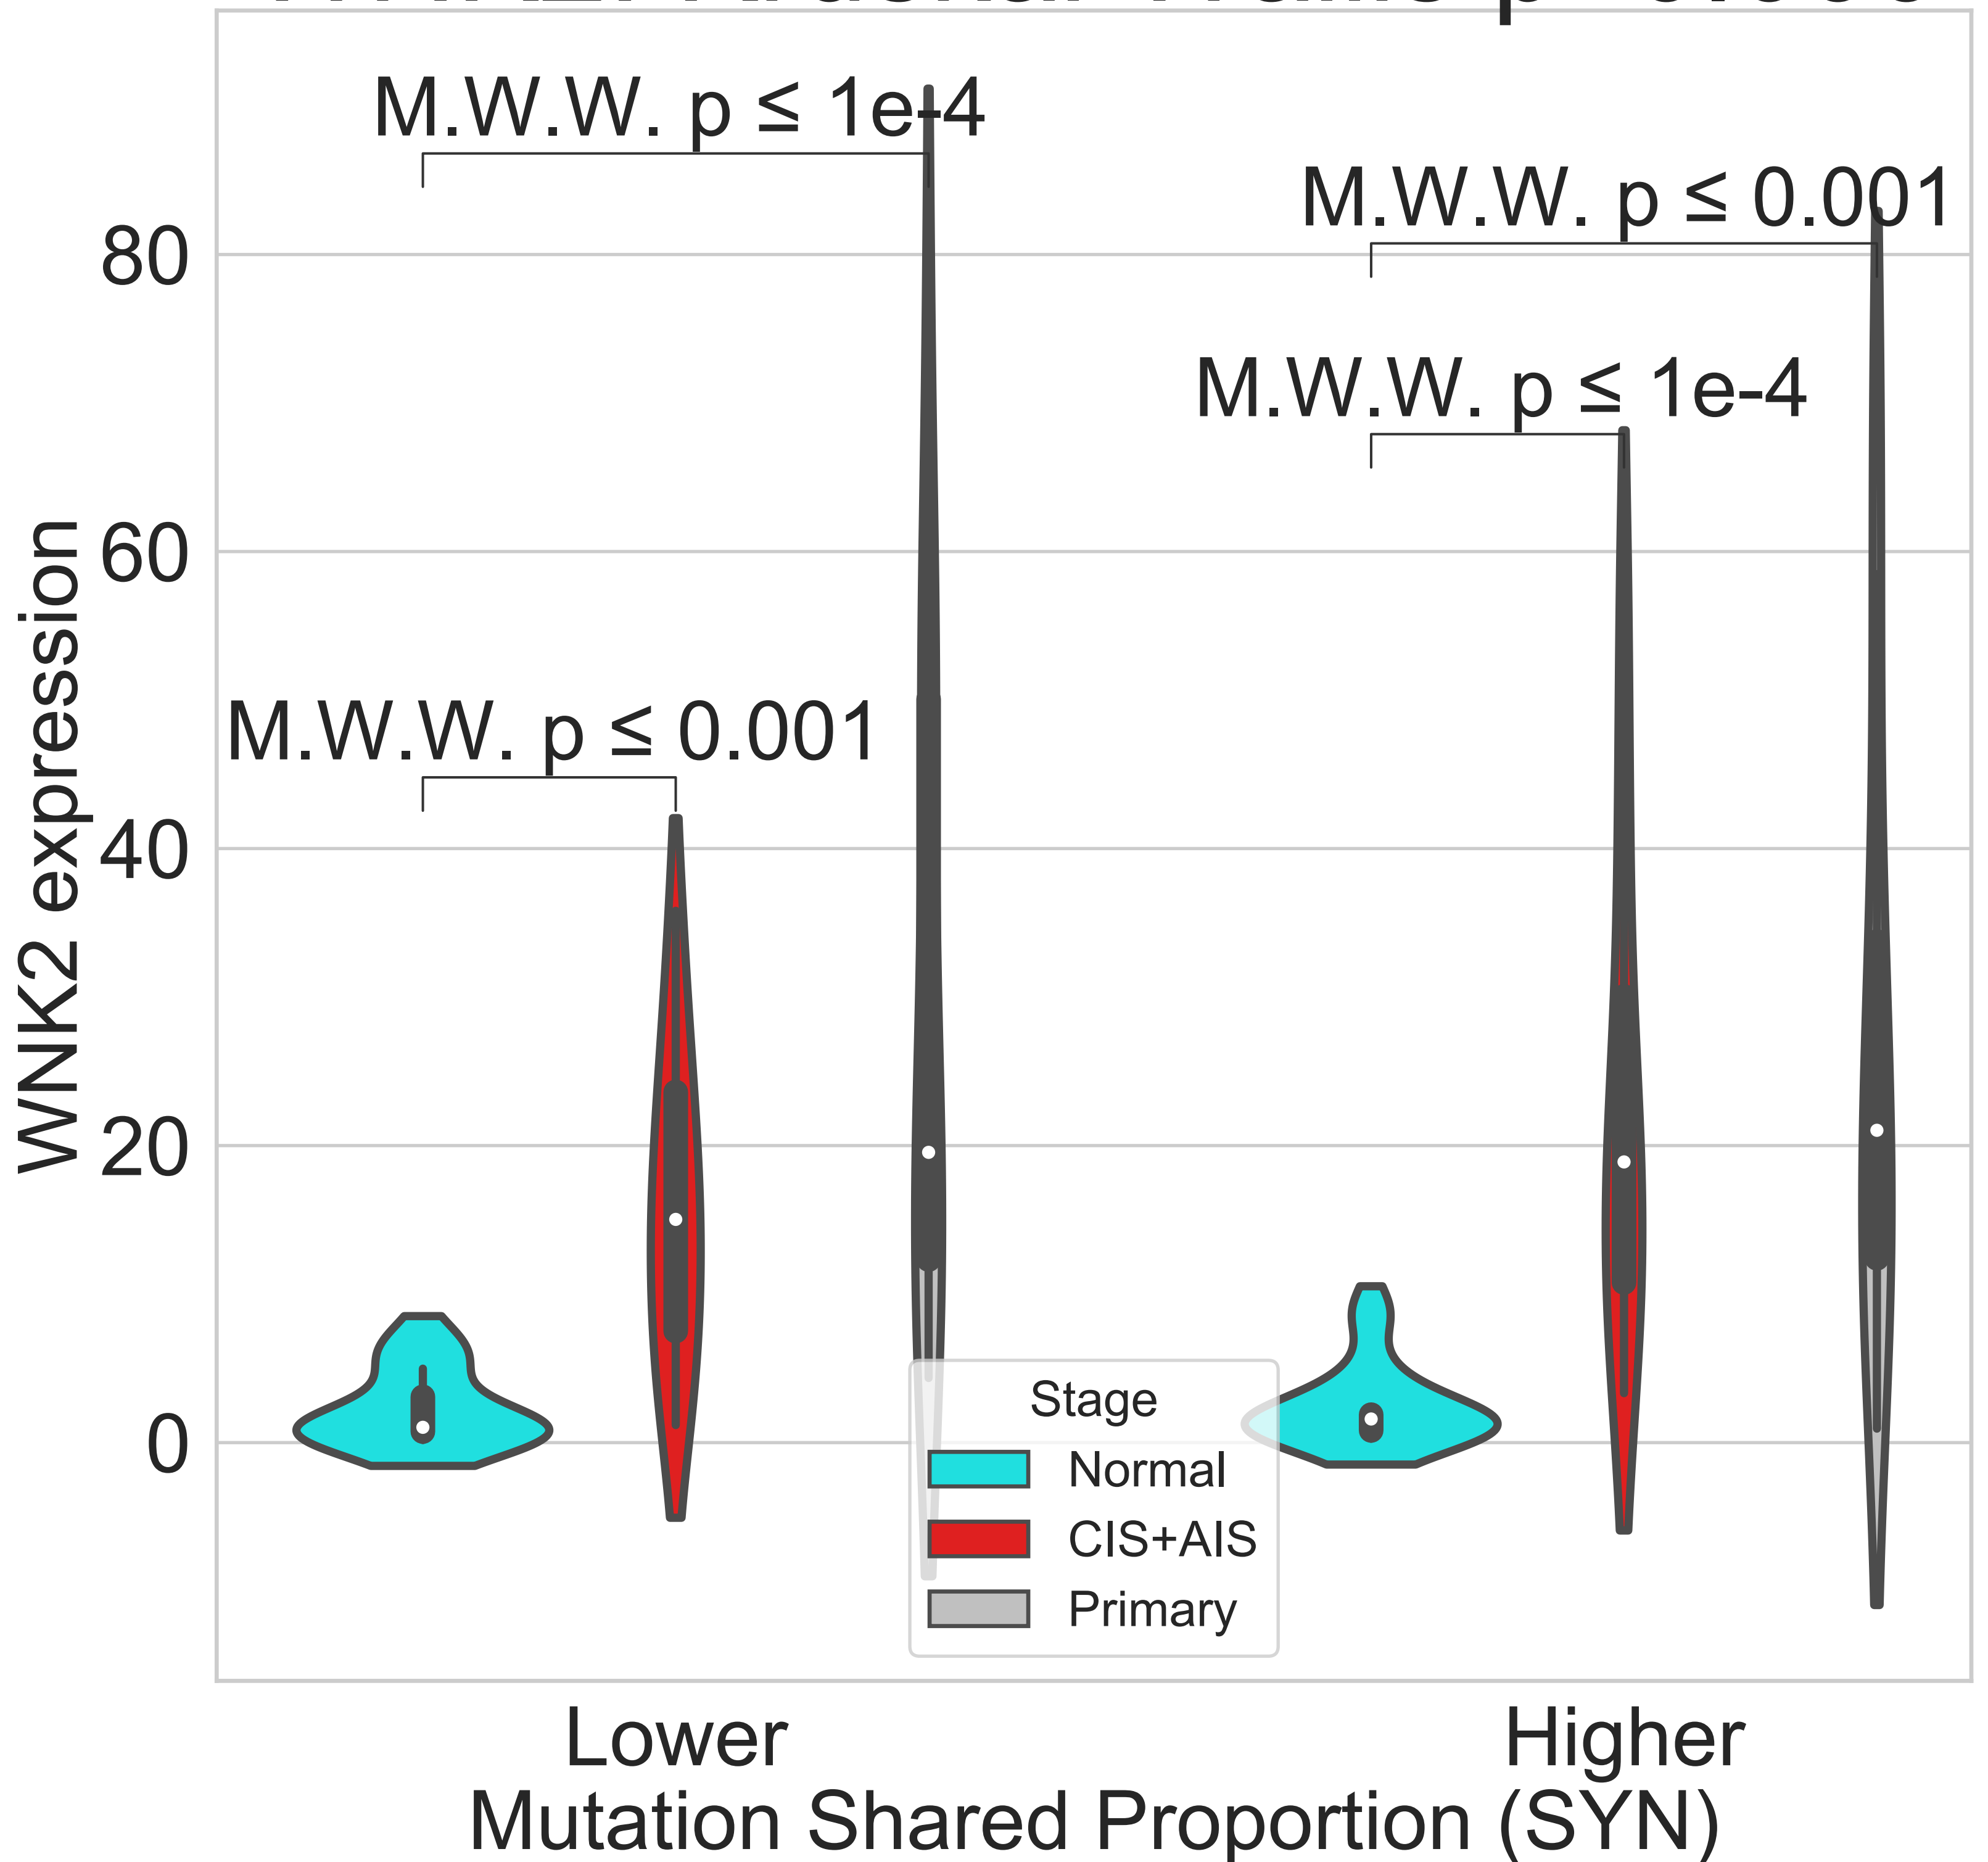 M.W.W. p ≤ 1e-4
M.W.W. p ≤ 0.001
80
M.W.W. p ≤ 1e-4
60
M.W.W. p ≤ 0.001
40
20
0
WNK2 expression
Stage
Normal
CIS+AIS
Primary
Lower
Higher
Mutation Shared Proportion (SYN)